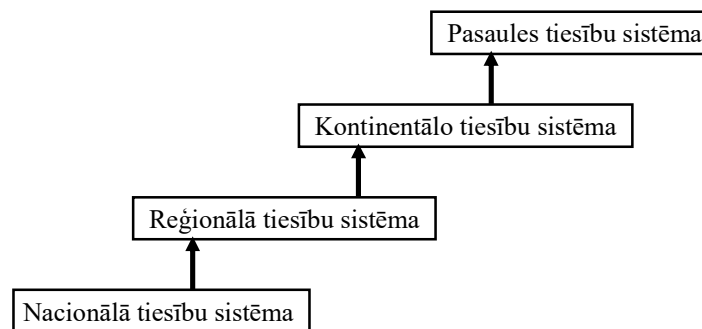 Pasaules tiesību sistēma
Kontinentālo tiesību sistēma
Reģionālā tiesību sistēma
Nacionālā tiesību sistēma